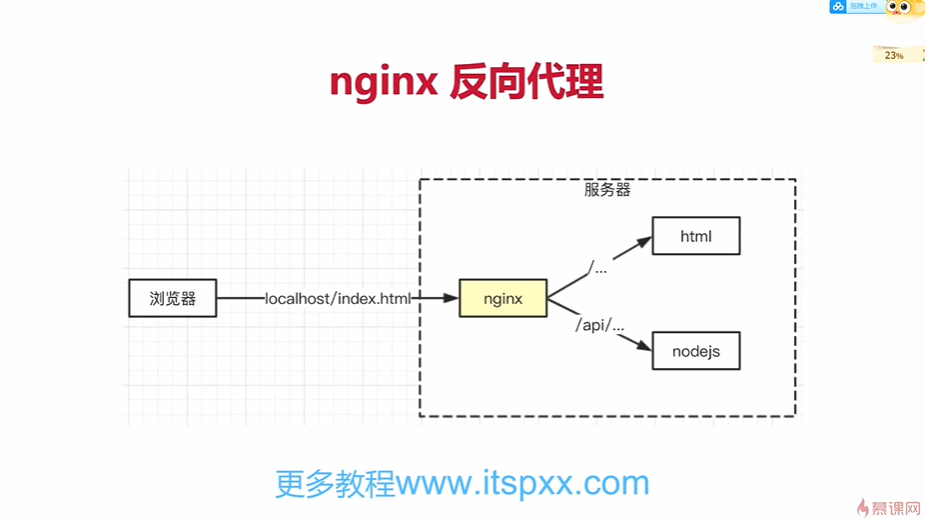 拖拽上传
23%
nginx 反向代理
服务器
html
/...
浏览器
localhost/index.html
nginx
/api/...
nodejs
更多教程www.itspxx.com
慕课网